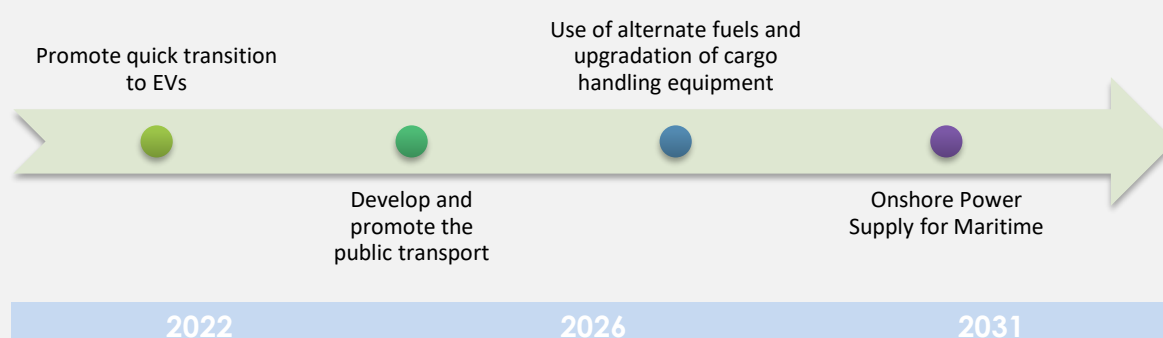 Promote quick transition
to EVs
Use of alternate fuels and
upgradation of cargo
handling equipment
Develop and
promote the
public transport
Onshore Power
Supply for Maritime
2022
2026
2031